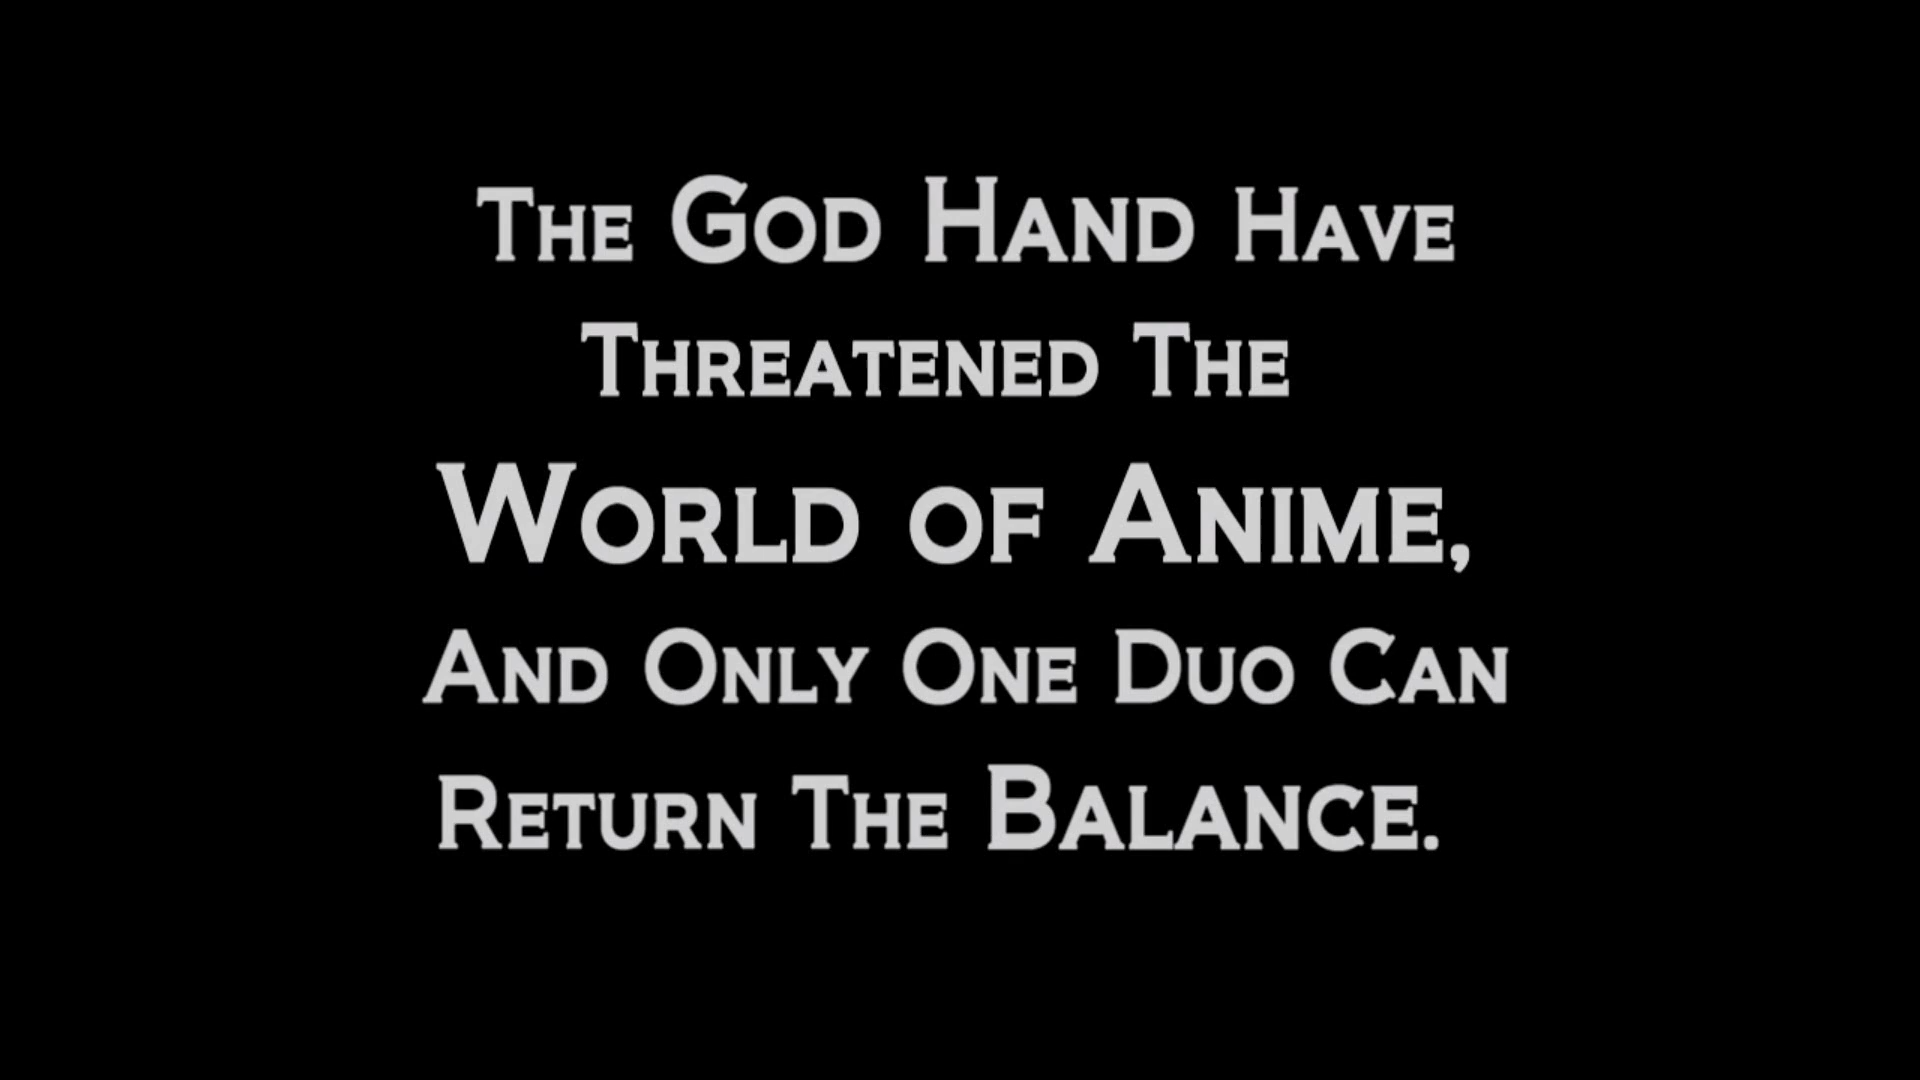 The God Hand Have
Threatened The
World of Anime,
And Only One Duo Can
Return The Balance.